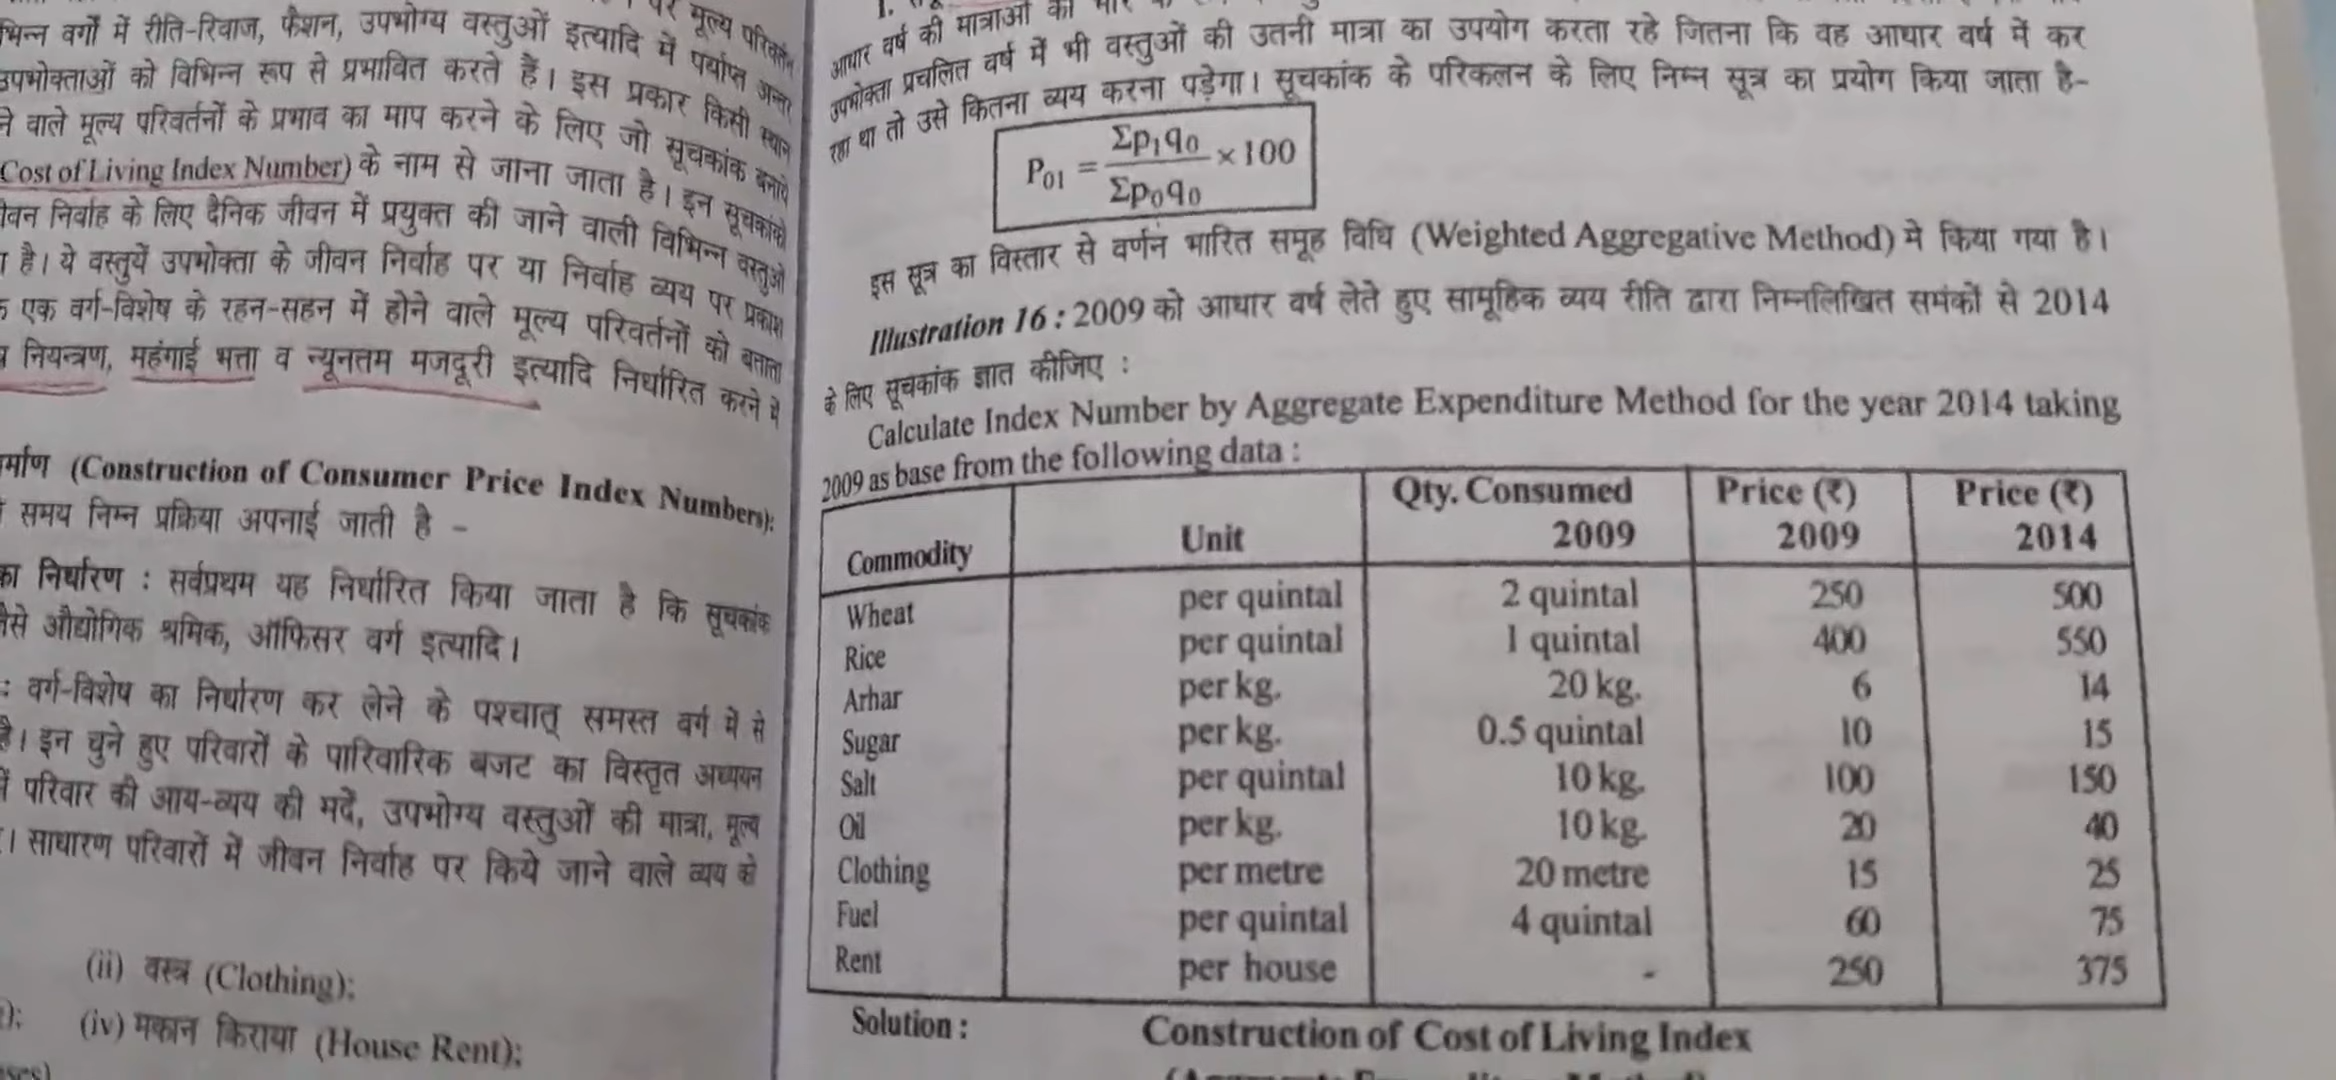 पर मूल्य परिवर्तन
भिन्न वर्गों में रीति-रिवाज, फैशन, उपभोग्य वस्तुओं इत्यादि में पर्याप्त अन्तर
उपभोक्ताओं को विभिन्न रूप से प्रभावित करते हैं। इस प्रकार किसी स्थान
ने वाले मूल्य परिवर्तनों के प्रभाव का माप करने के लिए जो सूचकांक बनाये
Cost of Living Index Number) के नाम से जाना जाता है। इन सूचकांकों
वन निर्वाह के लिए दैनिक जीवन में प्रयुक्त की जाने वाली विभिन्न वस्तुओं
है। ये वस्तुयें उपभोक्ता के जीवन निर्वाह पर या निर्वाह व्यय पर प्रकाश
एक वर्ग-विशेष के रहन-सहन में होने वाले मूल्य परिवर्तनों को बताता
नियन्त्रण, महंगाई भत्ता व न्यूनतम मजदूरी इत्यादि निर्धारित करने में
र्माण (Construction of Consumer Price Index Numbers):
समय निम्न प्रक्रिया अपनाई जाती है -
का निर्धारण : सर्वप्रथम यह निर्धारित किया जाता है कि सूचकांक
जैसे औद्योगिक श्रमिक, ऑफिसर वर्ग इत्यादि।
: वर्ग-विशेष का निर्धारण कर लेने के पश्चात् समस्त वर्ग में से
है। इन चुने हुए परिवारों के पारिवारिक बजट का विस्तृत अध्ययन
में परिवार की आय-व्यय की मदें, उपभोग्य वस्तुओं की मात्रा, मूल्य
। साधारण परिवारों में जीवन निर्वाह पर किये जाने वाले व्यय को
(ii) वस्त्र (Clothing);
(iv) मकान किराया (House Rent);
आधार वर्ष की मात्राओं का
उपभोक्ता प्रचलित वर्ष में भी वस्तुओं की उतनी मात्रा का उपयोग करता रहे जितना कि वह आधार वर्ष में कर
रहा था तो उसे कितना व्यय करना पड़ेगा। सूचकांक के परिकलन के लिए निम्न सूत्र का प्रयोग किया जाता है-
P₀₁ = Σp₁q₀ / Σp₀q₀ × 100
इस सूत्र का विस्तार से वर्णन भारित समूह विधि (Weighted Aggregative Method) मे किया गया है।
Illustration 16 : 2009 को आधार वर्ष लेते हुए सामूहिक व्यय रीति द्वारा निम्नलिखित समंकों से 2014
के लिए सूचकांक ज्ञात कीजिए :
Calculate Index Number by Aggregate Expenditure Method for the year 2014 taking
2009 as base from the following data :
Commodity Unit Qty. Consumed 2009 Price (₹) 2009 Price (₹) 2014
Wheat per quintal 2 quintal 250 500
Rice per quintal 1 quintal 400 550
Arhar per kg. 20 kg. 6 14
Sugar per kg. 0.5 quintal 10 15
Salt per quintal 10 kg. 100 150
Oil per kg. 10 kg. 20 40
Clothing per metre 20 metre 15 25
Fuel per quintal 4 quintal 60 75
Rent per house - 250 375
Solution : Construction of Cost of Living Index